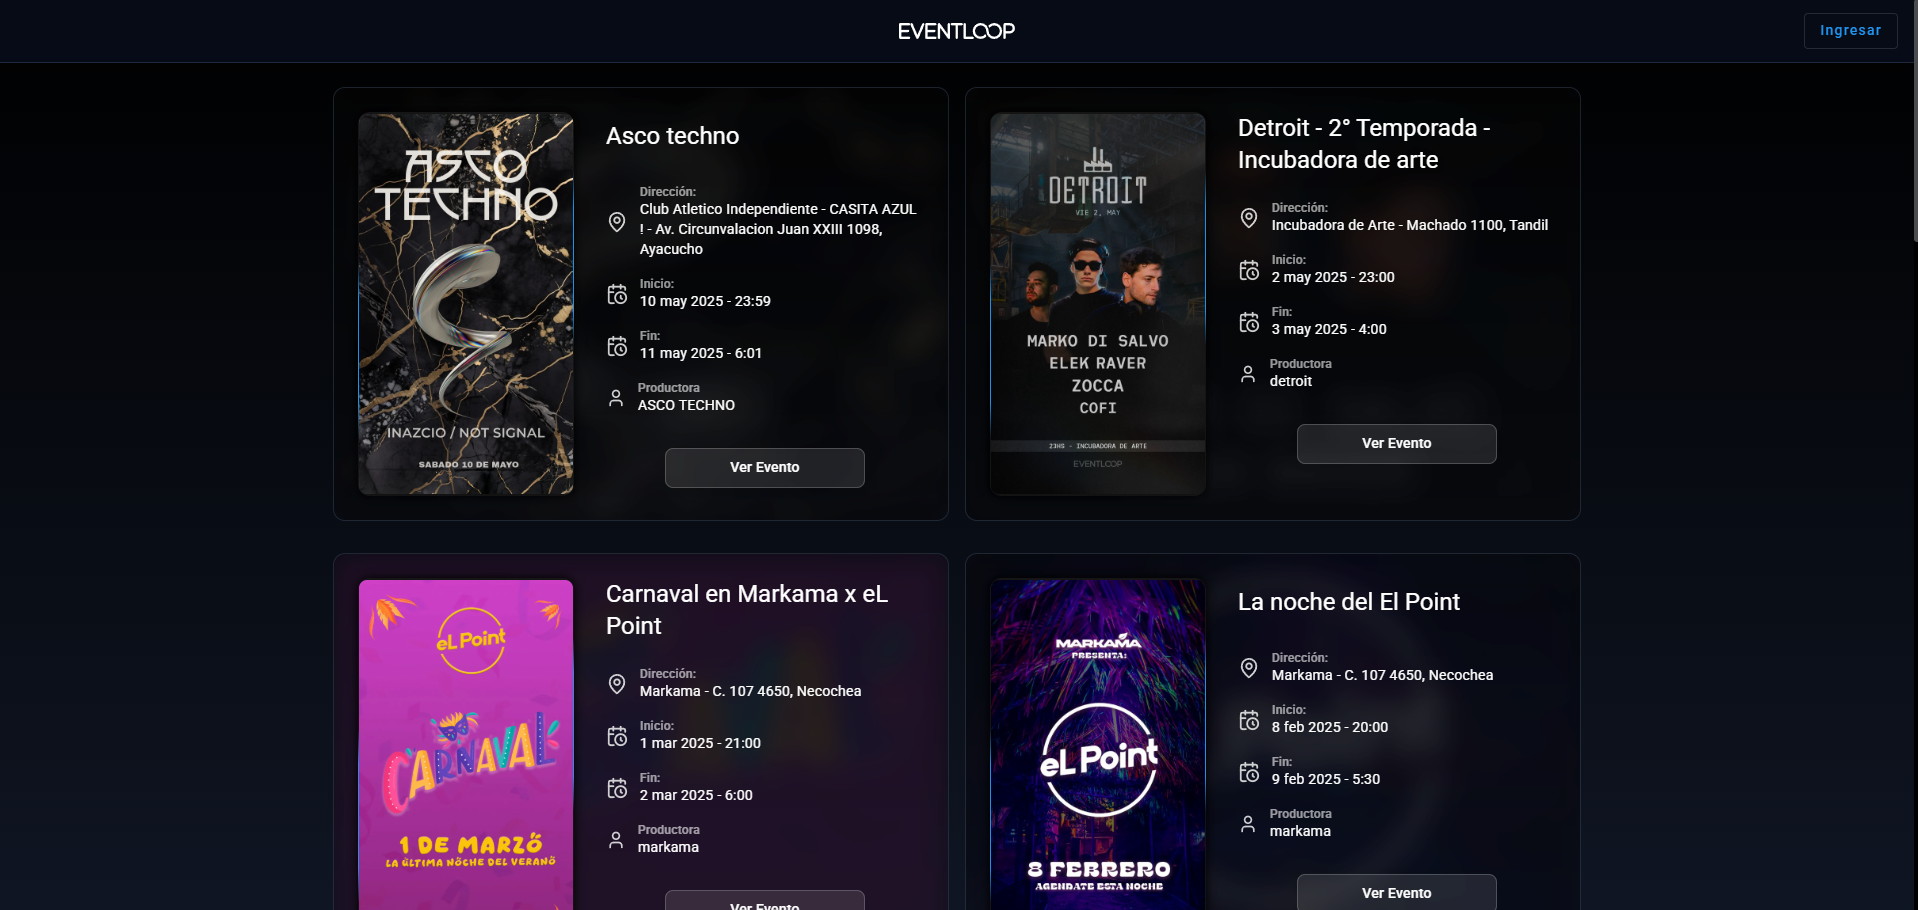 EVENTLOOP
Ingresar
ASCO
TECHNO
INAZCIO / NOT SIGNAL
SABADO 10 DE MAYO
Asco techno
Dirección:
Club Atletico Independiente - CASITA AZUL
! - Av. Circunvalacion Juan XXIII 1098,
Ayacucho
Inicio:
10 may 2025 - 23:59
Fin:
11 may 2025 - 6:01
Productora
ASCO TECHNO
Ver Evento
DETROIT
VIE 2, MAY
MARKO DI SALVO
ELEK RAVER
ZOCCA
COFI
23HS - INCUBADORA DE ARTE
EVENTLOOP
Detroit - 2° Temporada -
Incubadora de arte
Dirección:
Incubadora de Arte - Machado 1100, Tandil
Inicio:
2 may 2025 - 23:00
Fin:
3 may 2025 - 4:00
Productora
detroit
Ver Evento
eL Point
CARNAVAL
1 DE MARZO
LA ÚLTIMA NOCHE DEL VERANO
Carnaval en Markama x eL
Point
Dirección:
Markama - C. 107 4650, Necochea
Inicio:
1 mar 2025 - 21:00
Fin:
2 mar 2025 - 6:00
Productora
markama
Ver Evento
MARKAMA
PRESENTA:
eL Point
8 FEBRERO
AGENDATE ESTA NOCHE
La noche del El Point
Dirección:
Markama - C. 107 4650, Necochea
Inicio:
8 feb 2025 - 20:00
Fin:
9 feb 2025 - 5:30
Productora
markama
Ver Evento